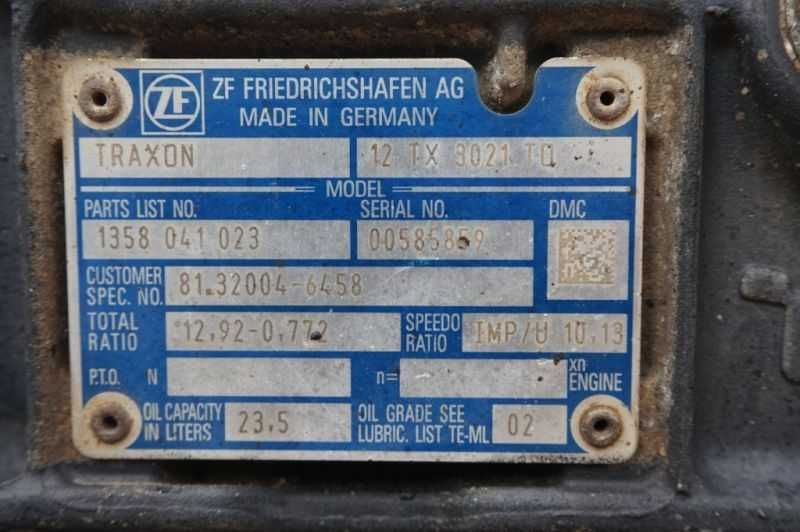 ZF ZF FRIEDRICHSHAFEN AG
MADE IN GERMANY
TRAXON 12 TX 3021 TO
MODEL
PARTS LIST NO. SERIAL NO. DMC
1358 041 023 00585859
CUSTOMER SPEC. NO. 81.32004-6458
TOTAL RATIO 12,92-0,772 SPEEDO RATIO IMP/U 10,13
P.T.O. N n= xn ENGINE
OIL CAPACITY IN LITERS 23,5 OIL GRADE SEE LUBRIC. LIST TE-ML 02